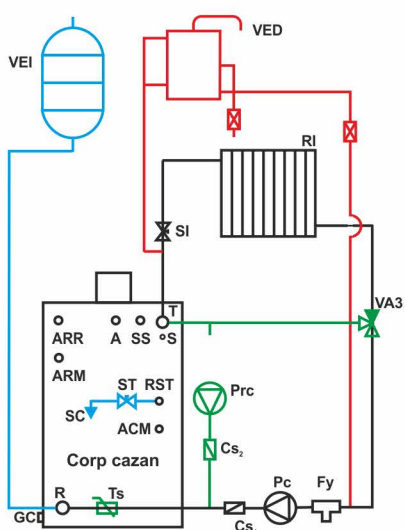 VED
VEI
RI
SI
T
VA3
ARR
A
SS
°S
ARM
ST
RST
Prc
SC
ACM
Cs₂
Corp cazan
R
Ts
Pc
Fy
GCD
Cs